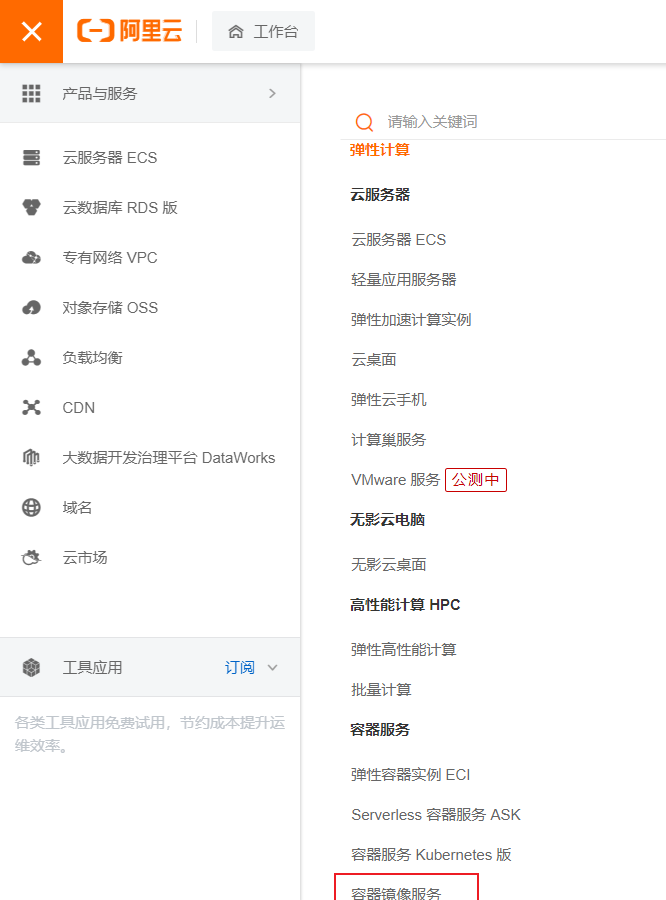 阿里云
工作台
产品与服务
云服务器 ECS
云数据库 RDS 版
专有网络 VPC
对象存储 OSS
负载均衡
CDN
大数据开发治理平台 DataWorks
域名
云市场
工具应用 订阅
各类工具应用免费试用，节约成本提升运
维效率。
请输入关键词
弹性计算
云服务器
云服务器 ECS
轻量应用服务器
弹性加速计算实例
云桌面
弹性云手机
计算巢服务
VMware 服务 公测中
无影云电脑
无影云桌面
高性能计算 HPC
弹性高性能计算
批量计算
容器服务
弹性容器实例 ECI
Serverless 容器服务 ASK
容器服务 Kubernetes 版
容器镜像服务